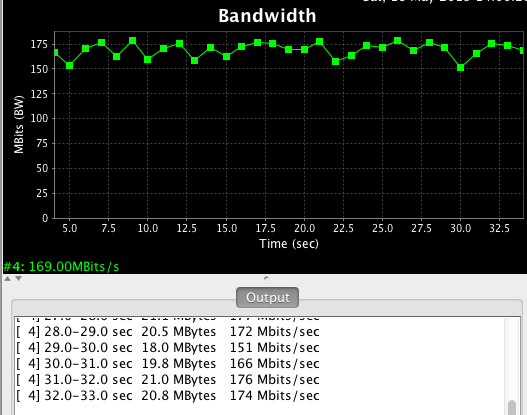 Bandwidth
MBits (BW)
175
150
125
100
75
50
25
0
5.0 7.5 10.0 12.5 15.0 17.5 20.0 22.5 25.0 27.5 30.0 32.5
Time (sec)
#4: 169.00MBits/s
Output
[ 4] 28.0-29.0 sec 20.5 MBytes 172 Mbits/sec
[ 4] 29.0-30.0 sec 18.0 MBytes 151 Mbits/sec
[ 4] 30.0-31.0 sec 19.8 MBytes 166 Mbits/sec
[ 4] 31.0-32.0 sec 21.0 MBytes 176 Mbits/sec
[ 4] 32.0-33.0 sec 20.8 MBytes 174 Mbits/sec